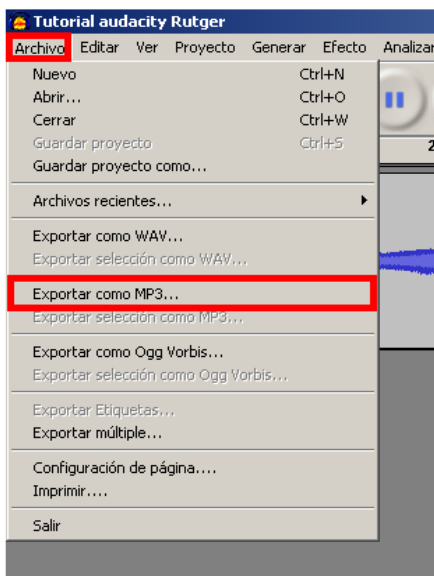 Tutorial audacity Rutger
Archivo Editar Ver Proyecto Generar Efecto Analizar
Nuevo Ctrl+N
Abrir... Ctrl+O
Cerrar Ctrl+W
Guardar proyecto Ctrl+S
Guardar proyecto como...
Archivos recientes...
Exportar como WAV...
Exportar selección como WAV...
Exportar como MP3...
Exportar selección como MP3...
Exportar como Ogg Vorbis...
Exportar selección como Ogg Vorbis...
Exportar Etiquetas...
Exportar múltiple...
Configuración de página....
Imprimir....
Salir
2